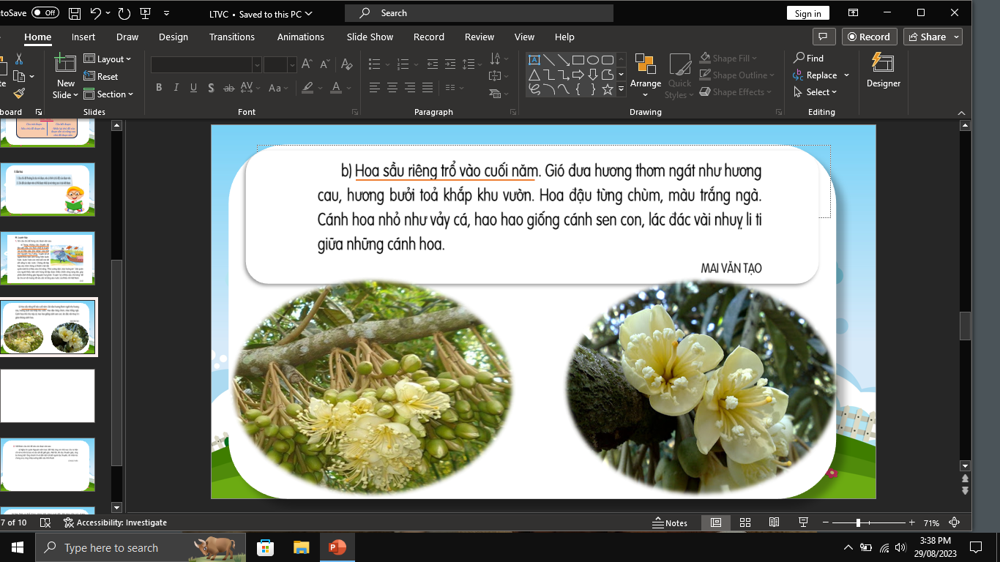 AutoSave Off LTVC • Saved to this PC Search Sign in
Home Insert Draw Design Transitions Animations Slide Show Record Review View Help Record Share
New
Slide
Layout
Reset
Section
Slides
Font
Paragraph
Arrange
Quick
Styles
Shape Fill
Shape Outline
Shape Effects
Drawing
Find
Replace
Select
Editing
Designer
b) Hoa sầu riêng trổ vào cuối năm. Gió đưa hương thơm ngát như hương
cau, hương bưởi toả khắp khu vườn. Hoa đậu từng chùm, màu trắng ngà.
Cánh hoa nhỏ như vảy cá, hao hao giống cánh sen con, lác đác vài nhuỵ li ti
giữa những cánh hoa.
MAI VĂN TẠO
7 of 10 Accessibility: Investigate Notes 71%
Type here to search
3:38 PM
29/08/2023